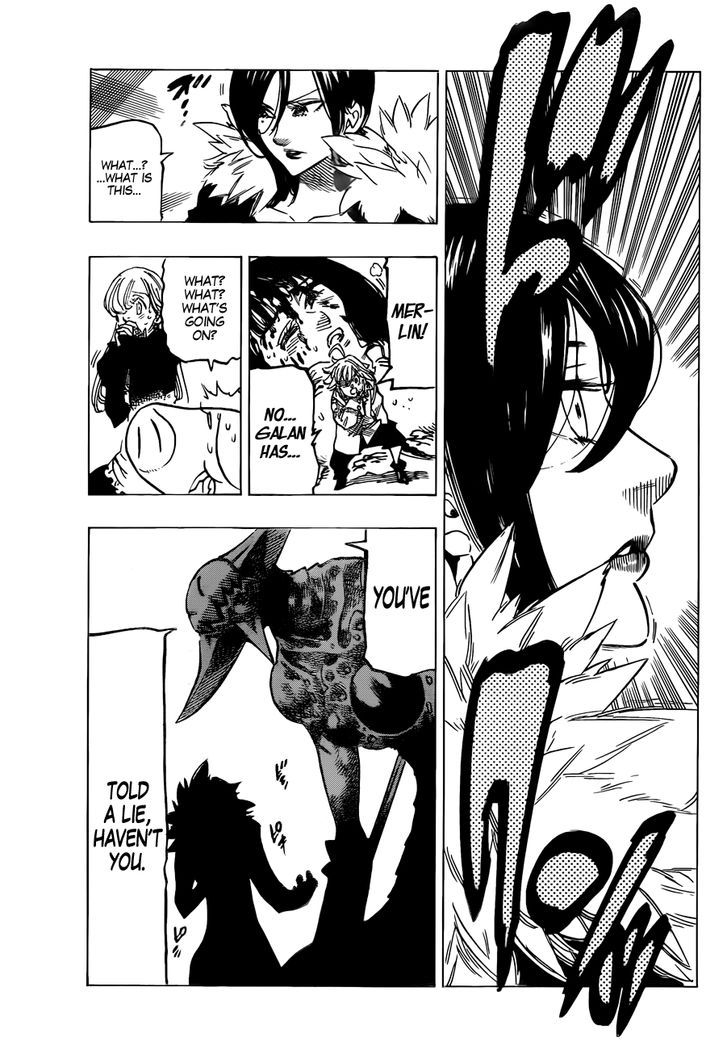 WHAT...?
...WHAT IS
THIS...
MER-
LIN!
NO...
GALAN
HAS...
WHAT?
WHAT?
WHAT'S
GOING
ON?
YOU'VE
TOLD
A LIE,
HAVEN'T
YOU.